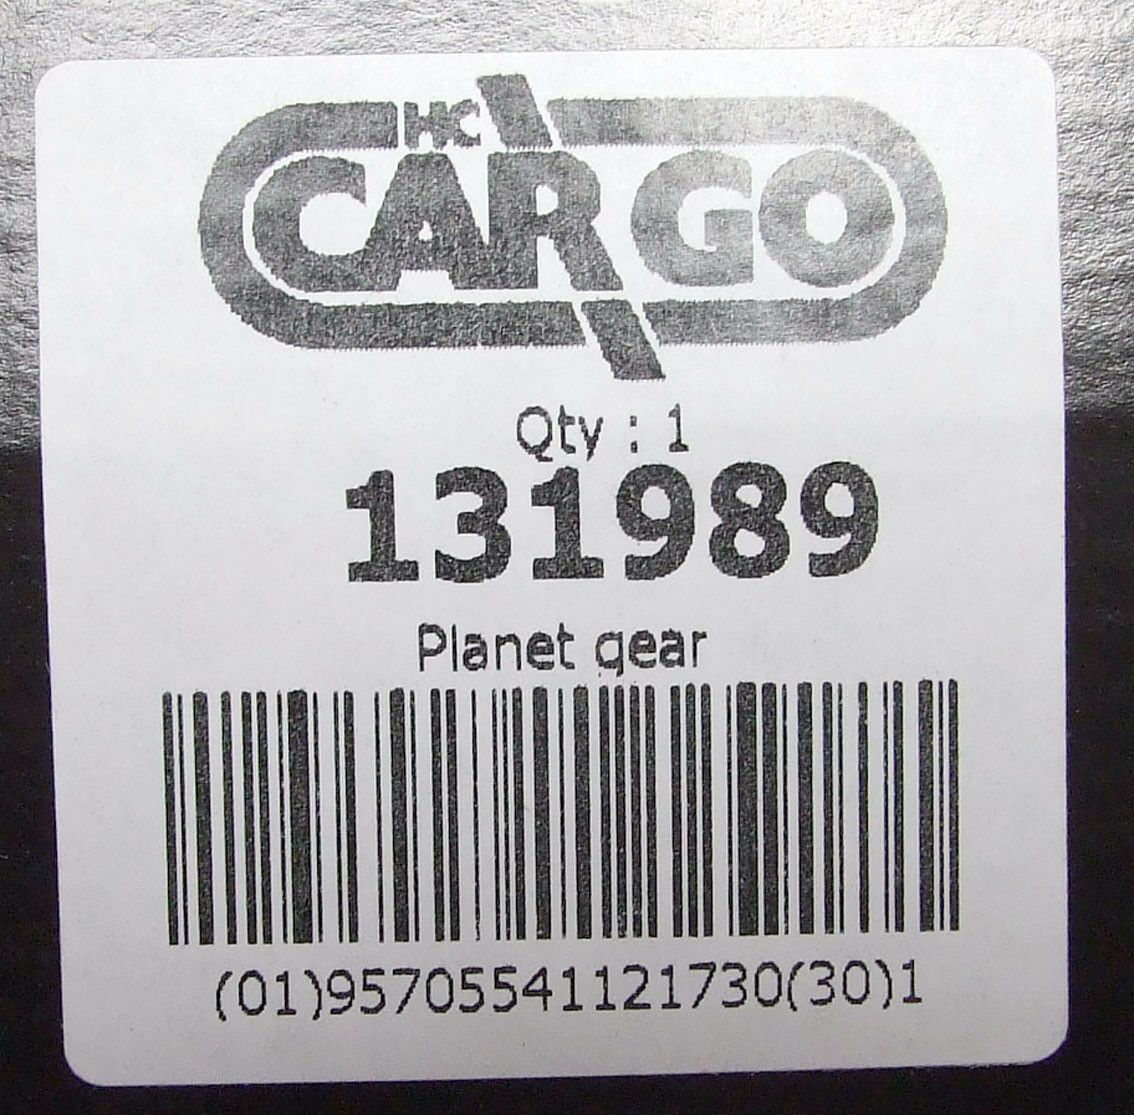 HC
CARGO
Qty : 1
131989
Planet gear
(01)95705541121730(30)1